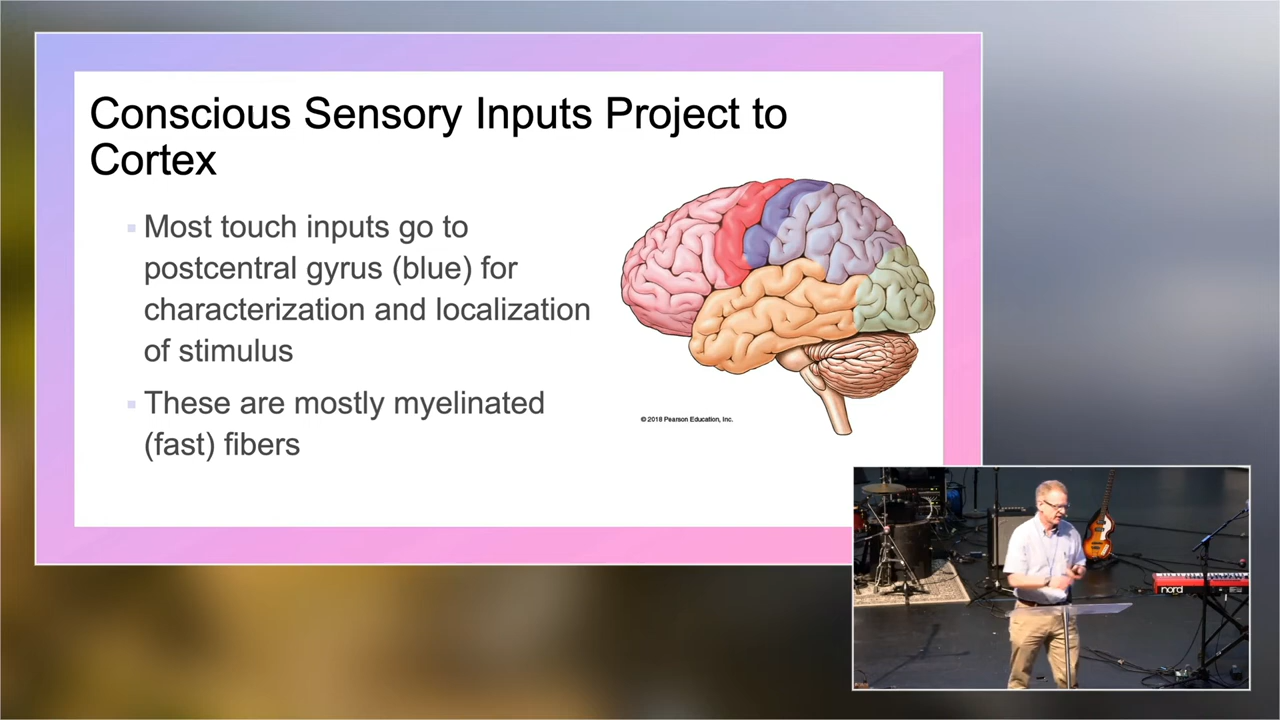 Conscious Sensory Inputs Project to
Cortex
Most touch inputs go to
postcentral gyrus (blue) for
characterization and localization
of stimulus
These are mostly myelinated
(fast) fibers
© 2018 Pearson Education, Inc.
nord